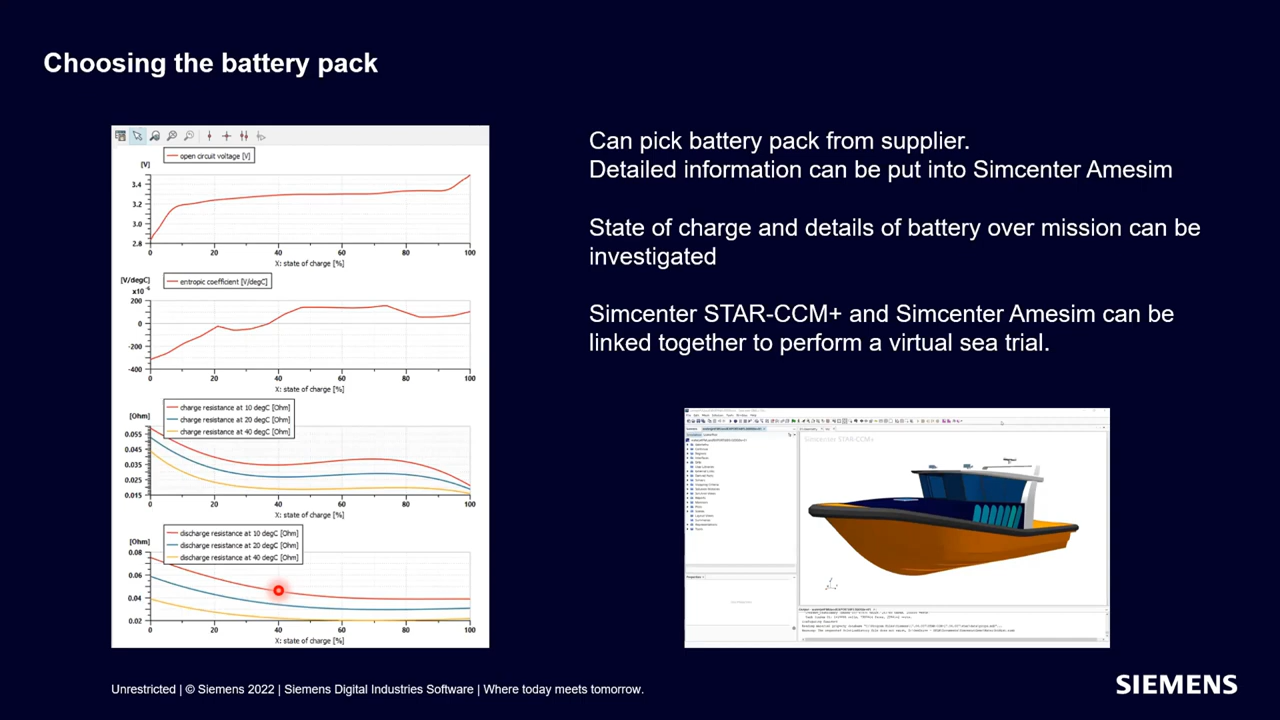 Choosing the battery pack
open circuit voltage [V]
[V]
3.4
3.2
3.0
2.8
0 20 40 60 80 100
X: state of charge [%]
[V/degC]
x10⁻⁶
entropic coefficient [V/degC]
200
0
-200
-400
0 20 40 60 80 100
X: state of charge [%]
[Ohm]
charge resistance at 10 degC [Ohm]
charge resistance at 20 degC [Ohm]
charge resistance at 40 degC [Ohm]
0.055
0.045
0.035
0.025
0.015
0 20 40 60 80 100
X: state of charge [%]
[Ohm]
discharge resistance at 10 degC [Ohm]
discharge resistance at 20 degC [Ohm]
discharge resistance at 40 degC [Ohm]
0.08
0.06
0.04
0.02
0 20 40 60 80 100
X: state of charge [%]
Can pick battery pack from supplier.
Detailed information can be put into Simcenter Amesim
State of charge and details of battery over mission can be
investigated
Simcenter STAR-CCM+ and Simcenter Amesim can be
linked together to perform a virtual sea trial.
Simcenter STAR-CCM+
Properties
Unrestricted | © Siemens 2022 | Siemens Digital Industries Software | Where today meets tomorrow.
SIEMENS